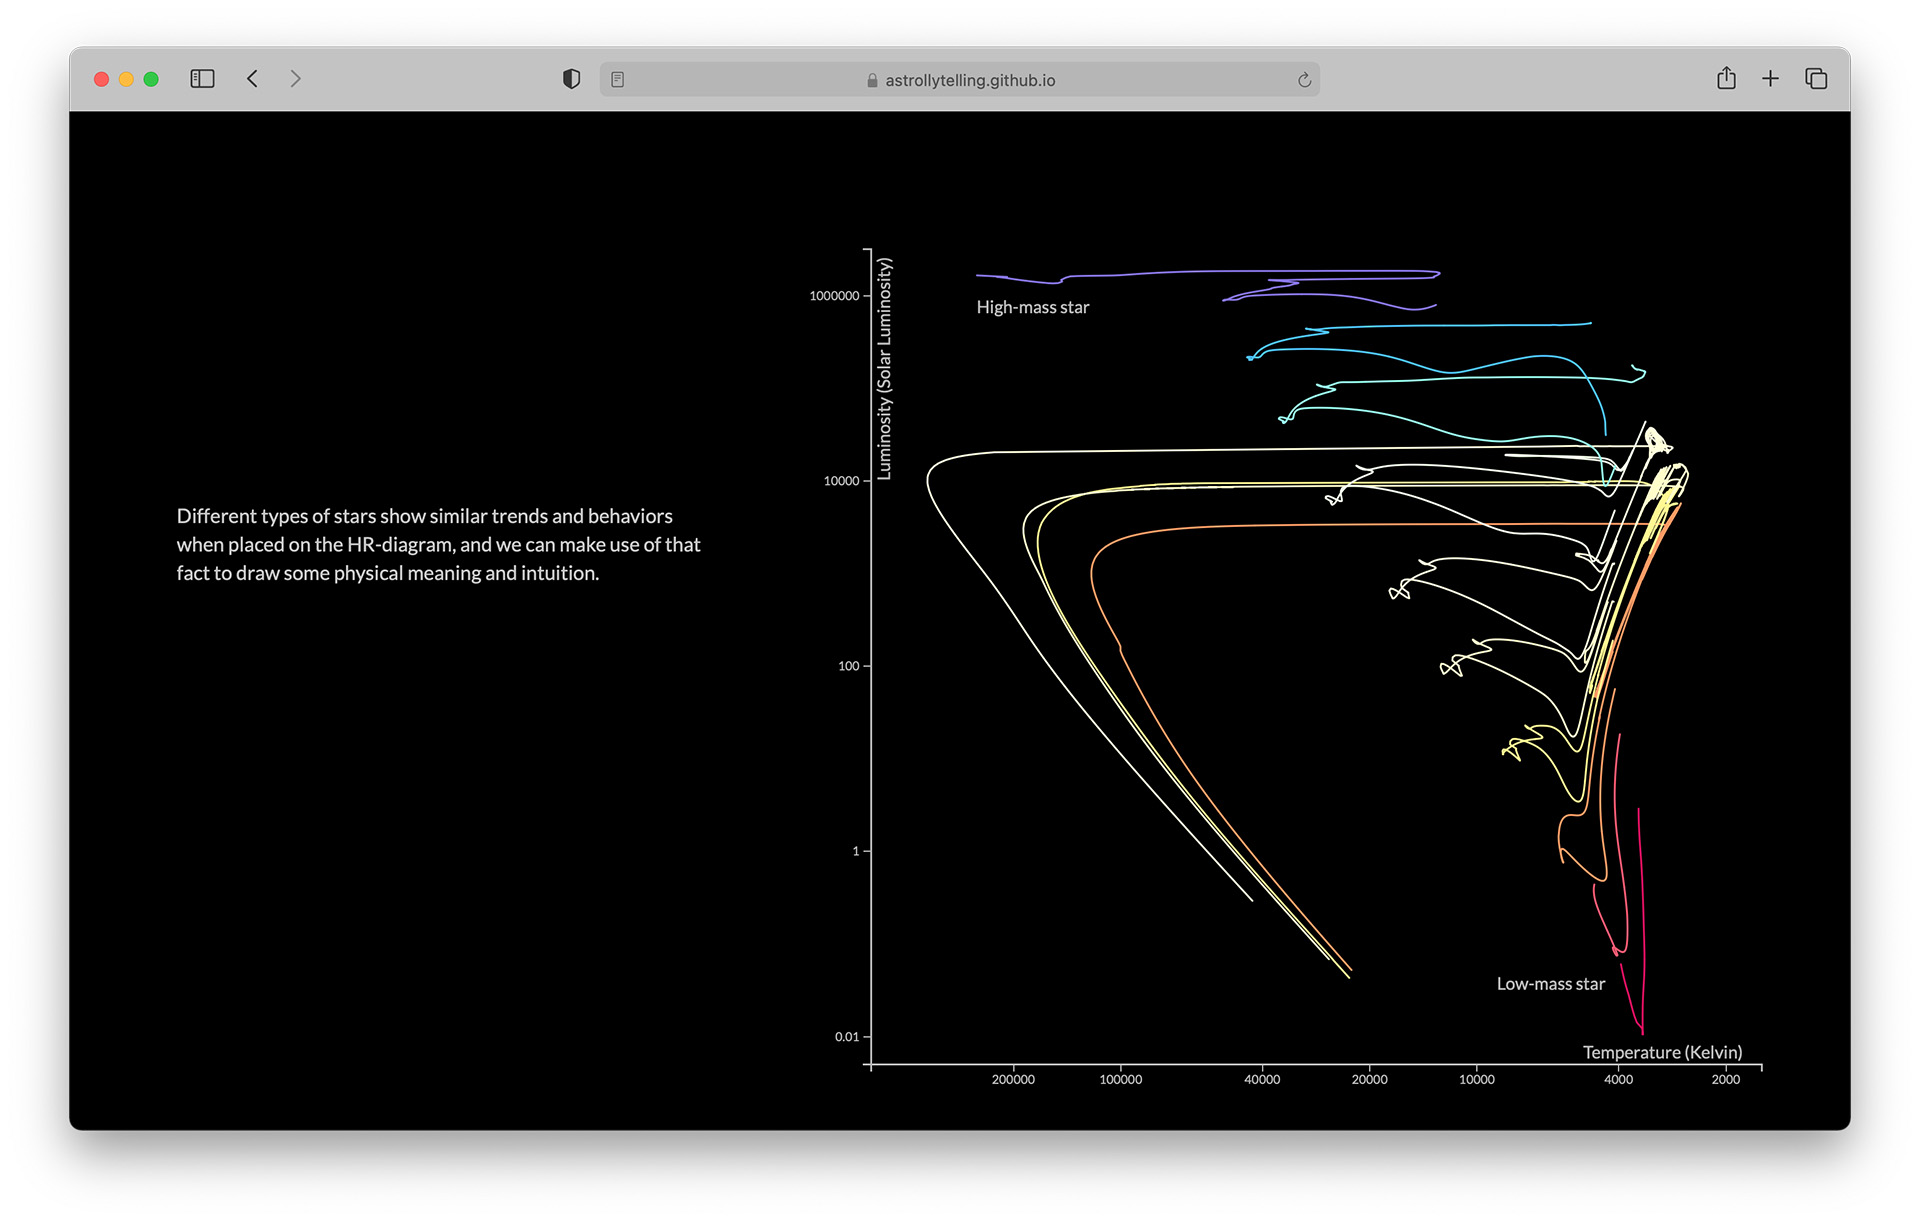 astrollytelling.github.io
Luminosity (Solar Luminosity)
1000000
10000
100
1
0.01
High-mass star
Different types of stars show similar trends and behaviors
when placed on the HR-diagram, and we can make use of that
fact to draw some physical meaning and intuition.
Low-mass star
Temperature (Kelvin)
200000 100000 40000 20000 10000 4000 2000